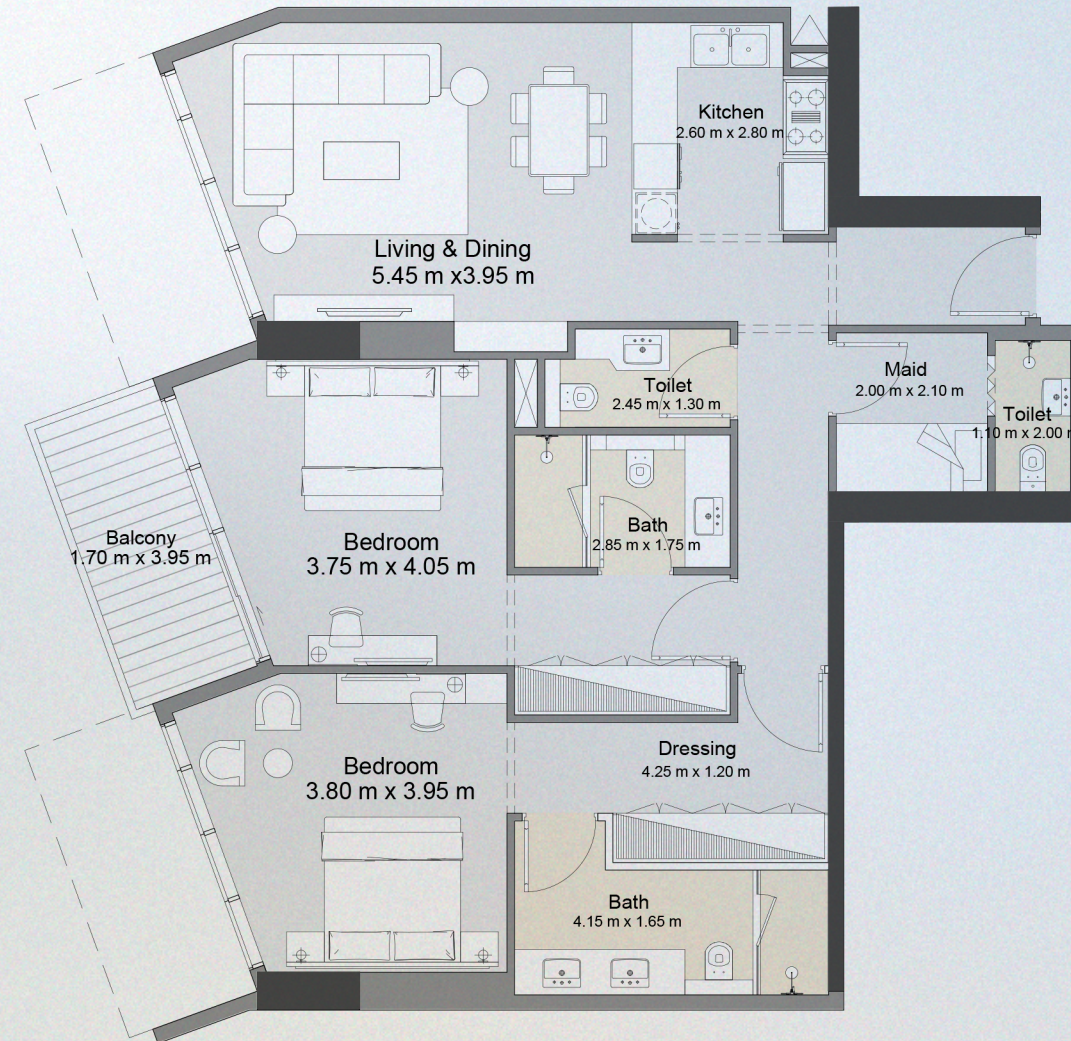 Kitchen
2.60 m x 2.80 m
Living & Dining
5.45 m x3.95 m
Maid
2.00 m x 2.10 m
Toilet
2.45 m x 1.30 m
Toilet
1.10 m x 2.00 m
Bath
2.85 m x 1.75 m
Balcony
1.70 m x 3.95 m
Bedroom
3.75 m x 4.05 m
Dressing
4.25 m x 1.20 m
Bedroom
3.80 m x 3.95 m
Bath
4.15 m x 1.65 m